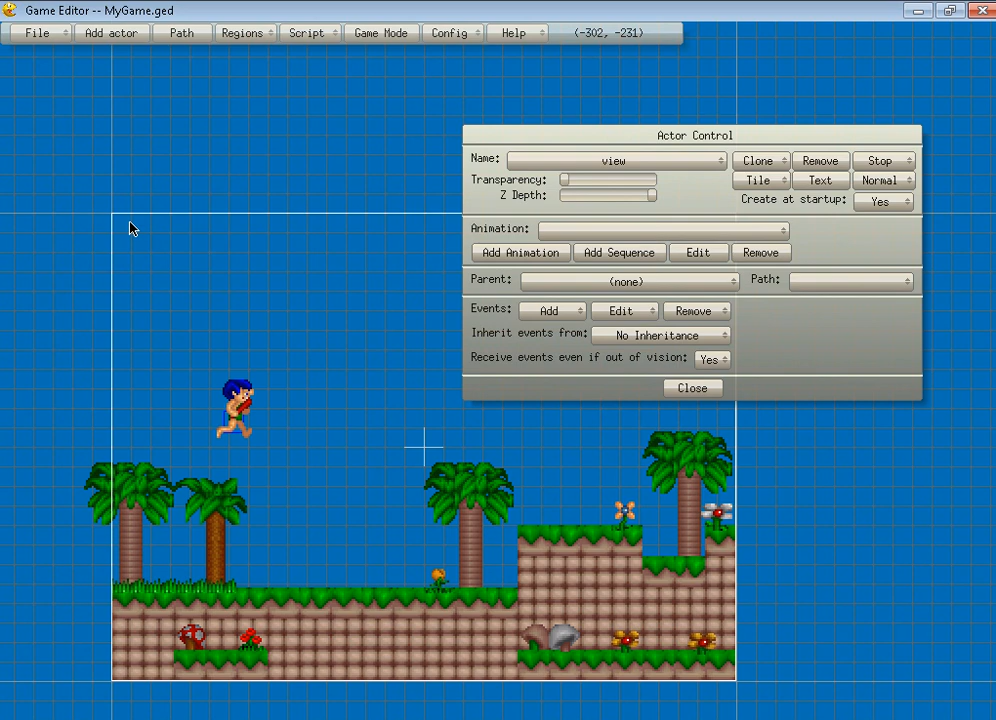 Game Editor -- MyGame.ged
File Add actor Path Regions Script Game Mode Config Help (-302, -231)
Actor Control
Name: view Clone Remove Stop
Transparency: Tile Text Normal
Z Depth: Create at startup: Yes
Animation:
Add Animation Add Sequence Edit Remove
Parent: (none) Path:
Events: Add Edit Remove
Inherit events from: No Inheritance
Receive events even if out of vision: Yes
Close